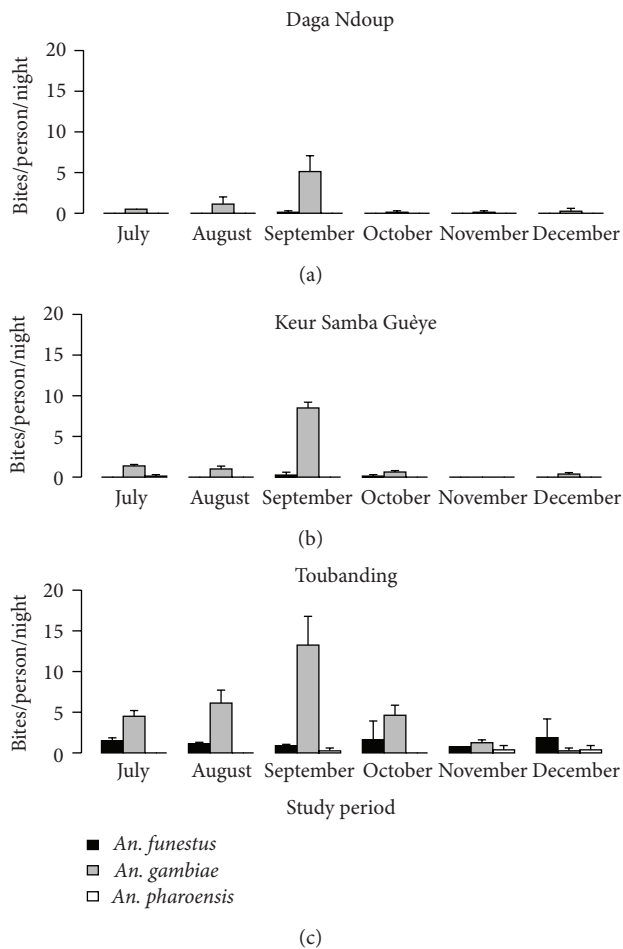 Daga Ndoup
Bites/person/night
20
15
10
5
0
July August September October November December
(a)
Keur Samba Guèye
Bites/person/night
20
15
10
5
0
July August September October November December
(b)
Toubanding
Bites/person/night
20
15
10
5
0
July August September October November December
Study period
An. funestus
An. gambiae
An. pharoensis
(c)